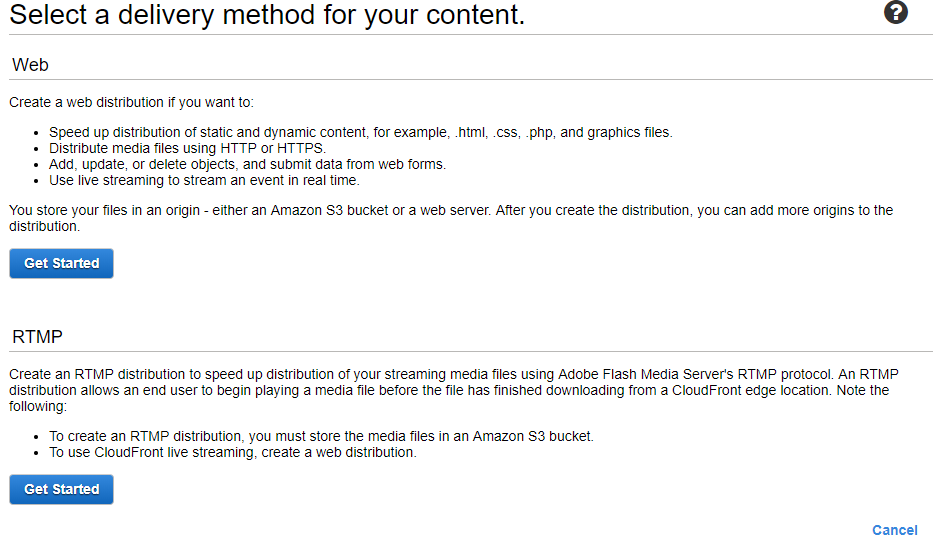 Select a delivery method for your content.
?
Web
Create a web distribution if you want to:
• Speed up distribution of static and dynamic content, for example, .html, .css, .php, and graphics files.
• Distribute media files using HTTP or HTTPS.
• Add, update, or delete objects, and submit data from web forms.
• Use live streaming to stream an event in real time.
You store your files in an origin - either an Amazon S3 bucket or a web server. After you create the distribution, you can add more origins to the
distribution.
Get Started
RTMP
Create an RTMP distribution to speed up distribution of your streaming media files using Adobe Flash Media Server's RTMP protocol. An RTMP
distribution allows an end user to begin playing a media file before the file has finished downloading from a CloudFront edge location. Note the
following:
• To create an RTMP distribution, you must store the media files in an Amazon S3 bucket.
• To use CloudFront live streaming, create a web distribution.
Get Started
Cancel